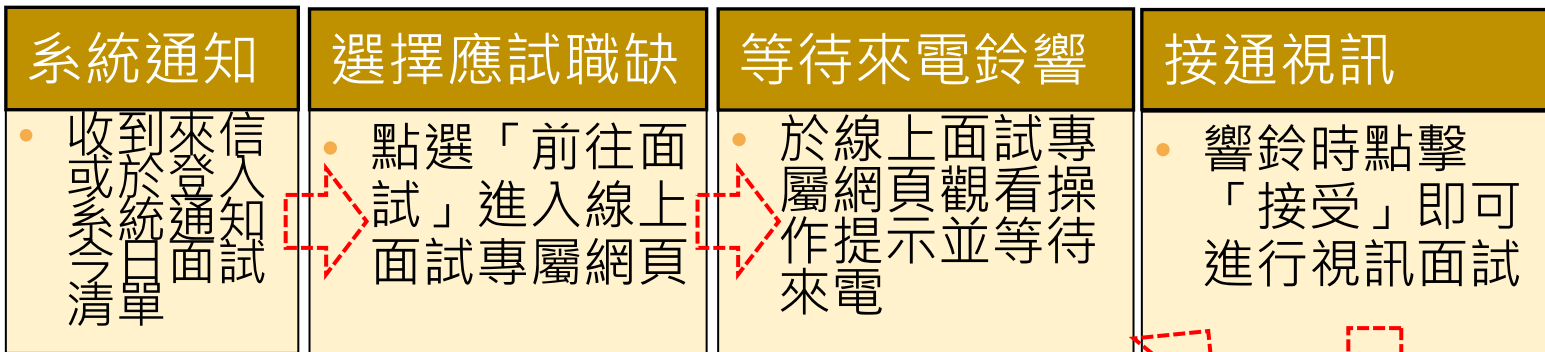 系統通知
收到來信
或於登入
系統通知
今日面試
清單
選擇應試職缺
點選「前往面
試」進入線上
面試專屬網頁
等待來電鈴響
於線上面試專
屬網頁觀看操
作提示並等待
來電
接通視訊
響鈴時點擊
「接受」即可
進行視訊面試